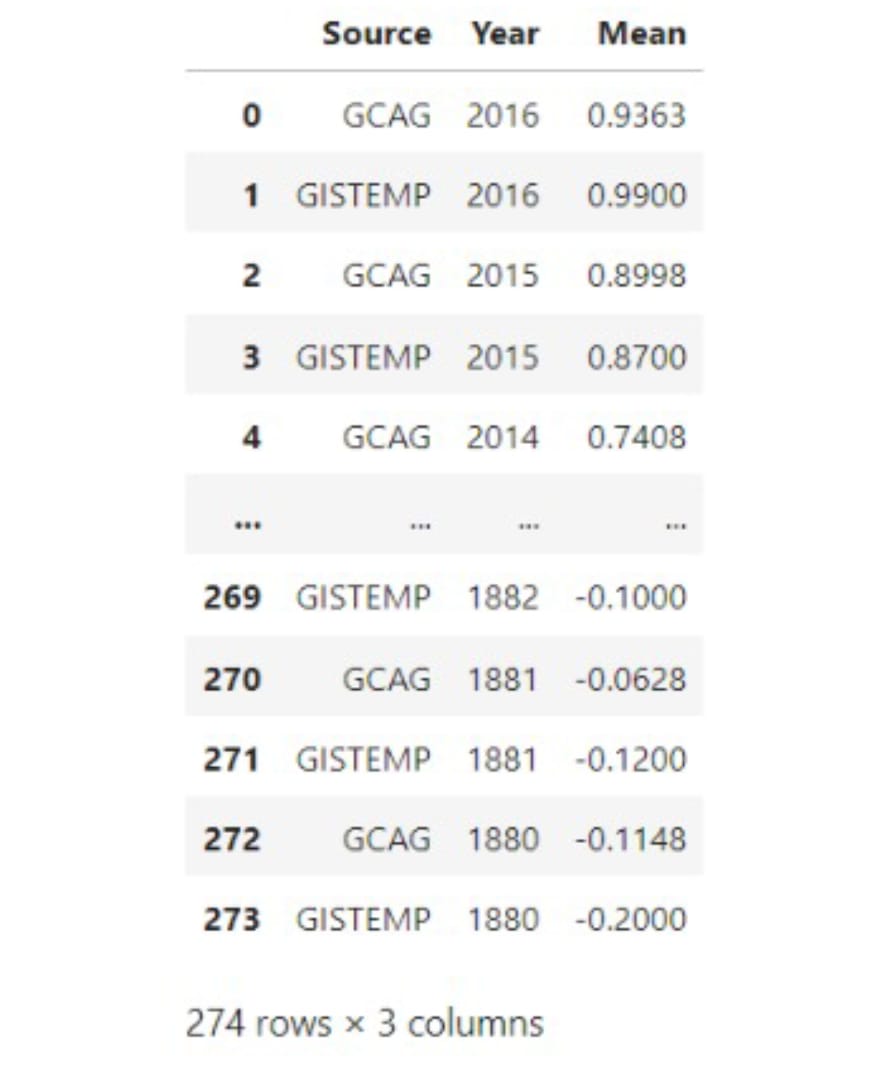 Source Year Mean
0 GCAG 2016 0.9363
1 GISTEMP 2016 0.9900
2 GCAG 2015 0.8998
3 GISTEMP 2015 0.8700
4 GCAG 2014 0.7408
... ... ... ...
269 GISTEMP 1882 -0.1000
270 GCAG 1881 -0.0628
271 GISTEMP 1881 -0.1200
272 GCAG 1880 -0.1148
273 GISTEMP 1880 -0.2000
274 rows × 3 columns